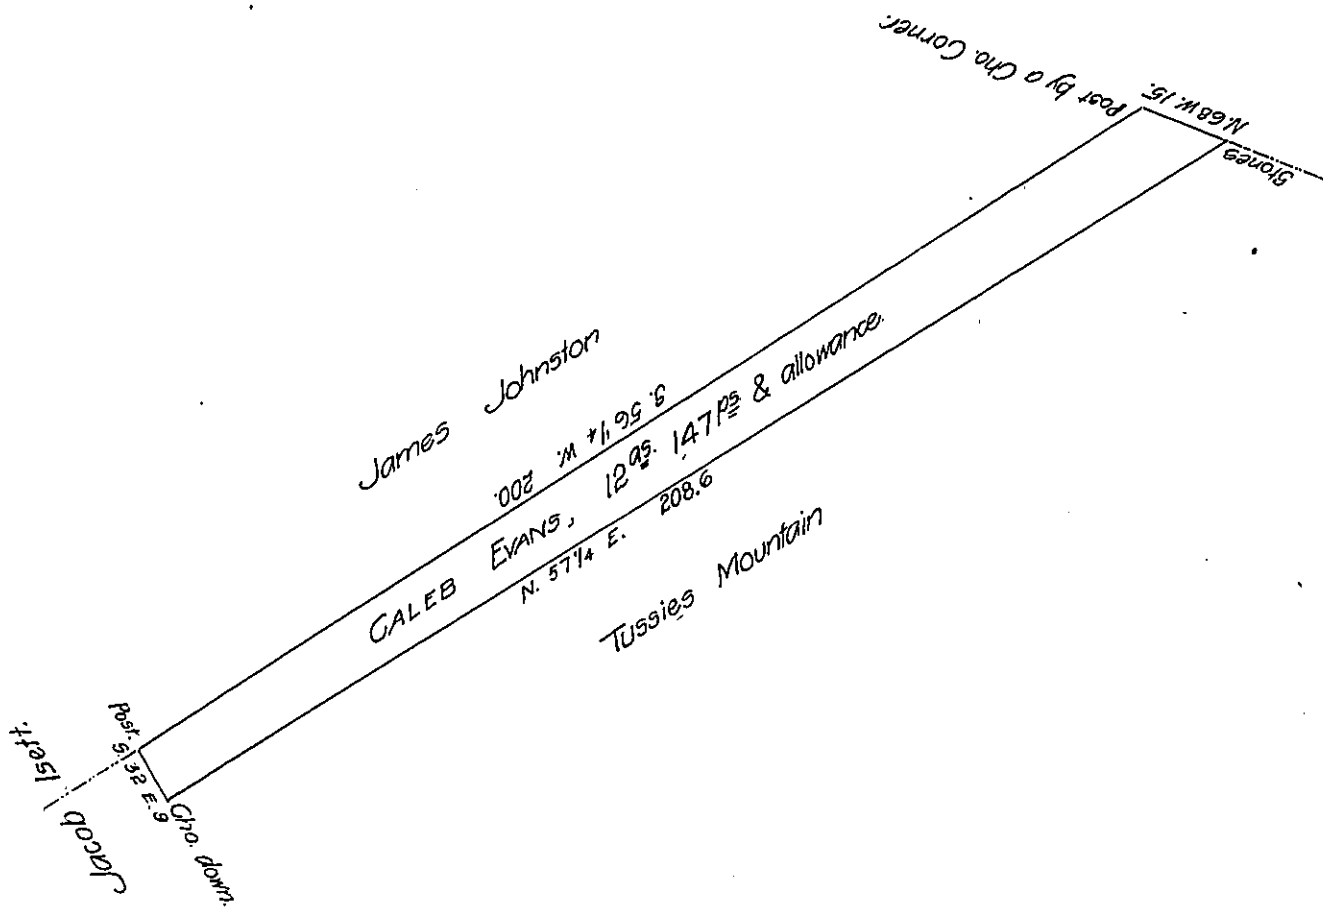 Post by a Cho. Corner.
N. 68 W. 15.
Stones
James Johnston
S. 56 1/4 W. 200.
CALEB EVANS, 12 as. 147 ps. & allowance.
N. 57 1/4 E. 208.6
Tussies Mountain
Post.
S. 32 E. 9
Cho. down.
Jacob Isett.